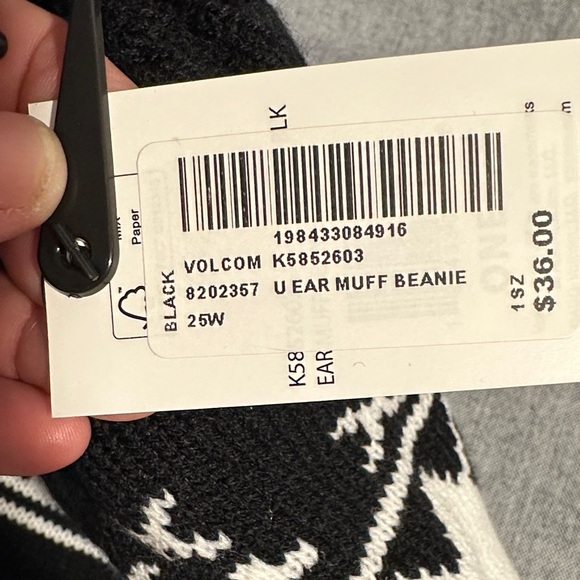 LK
198433084916
VOLCOM K5852603
8202357 U EAR MUFF BEANIE
25W
BLACK
1SZ
$36.00
Paper
K58
EAR